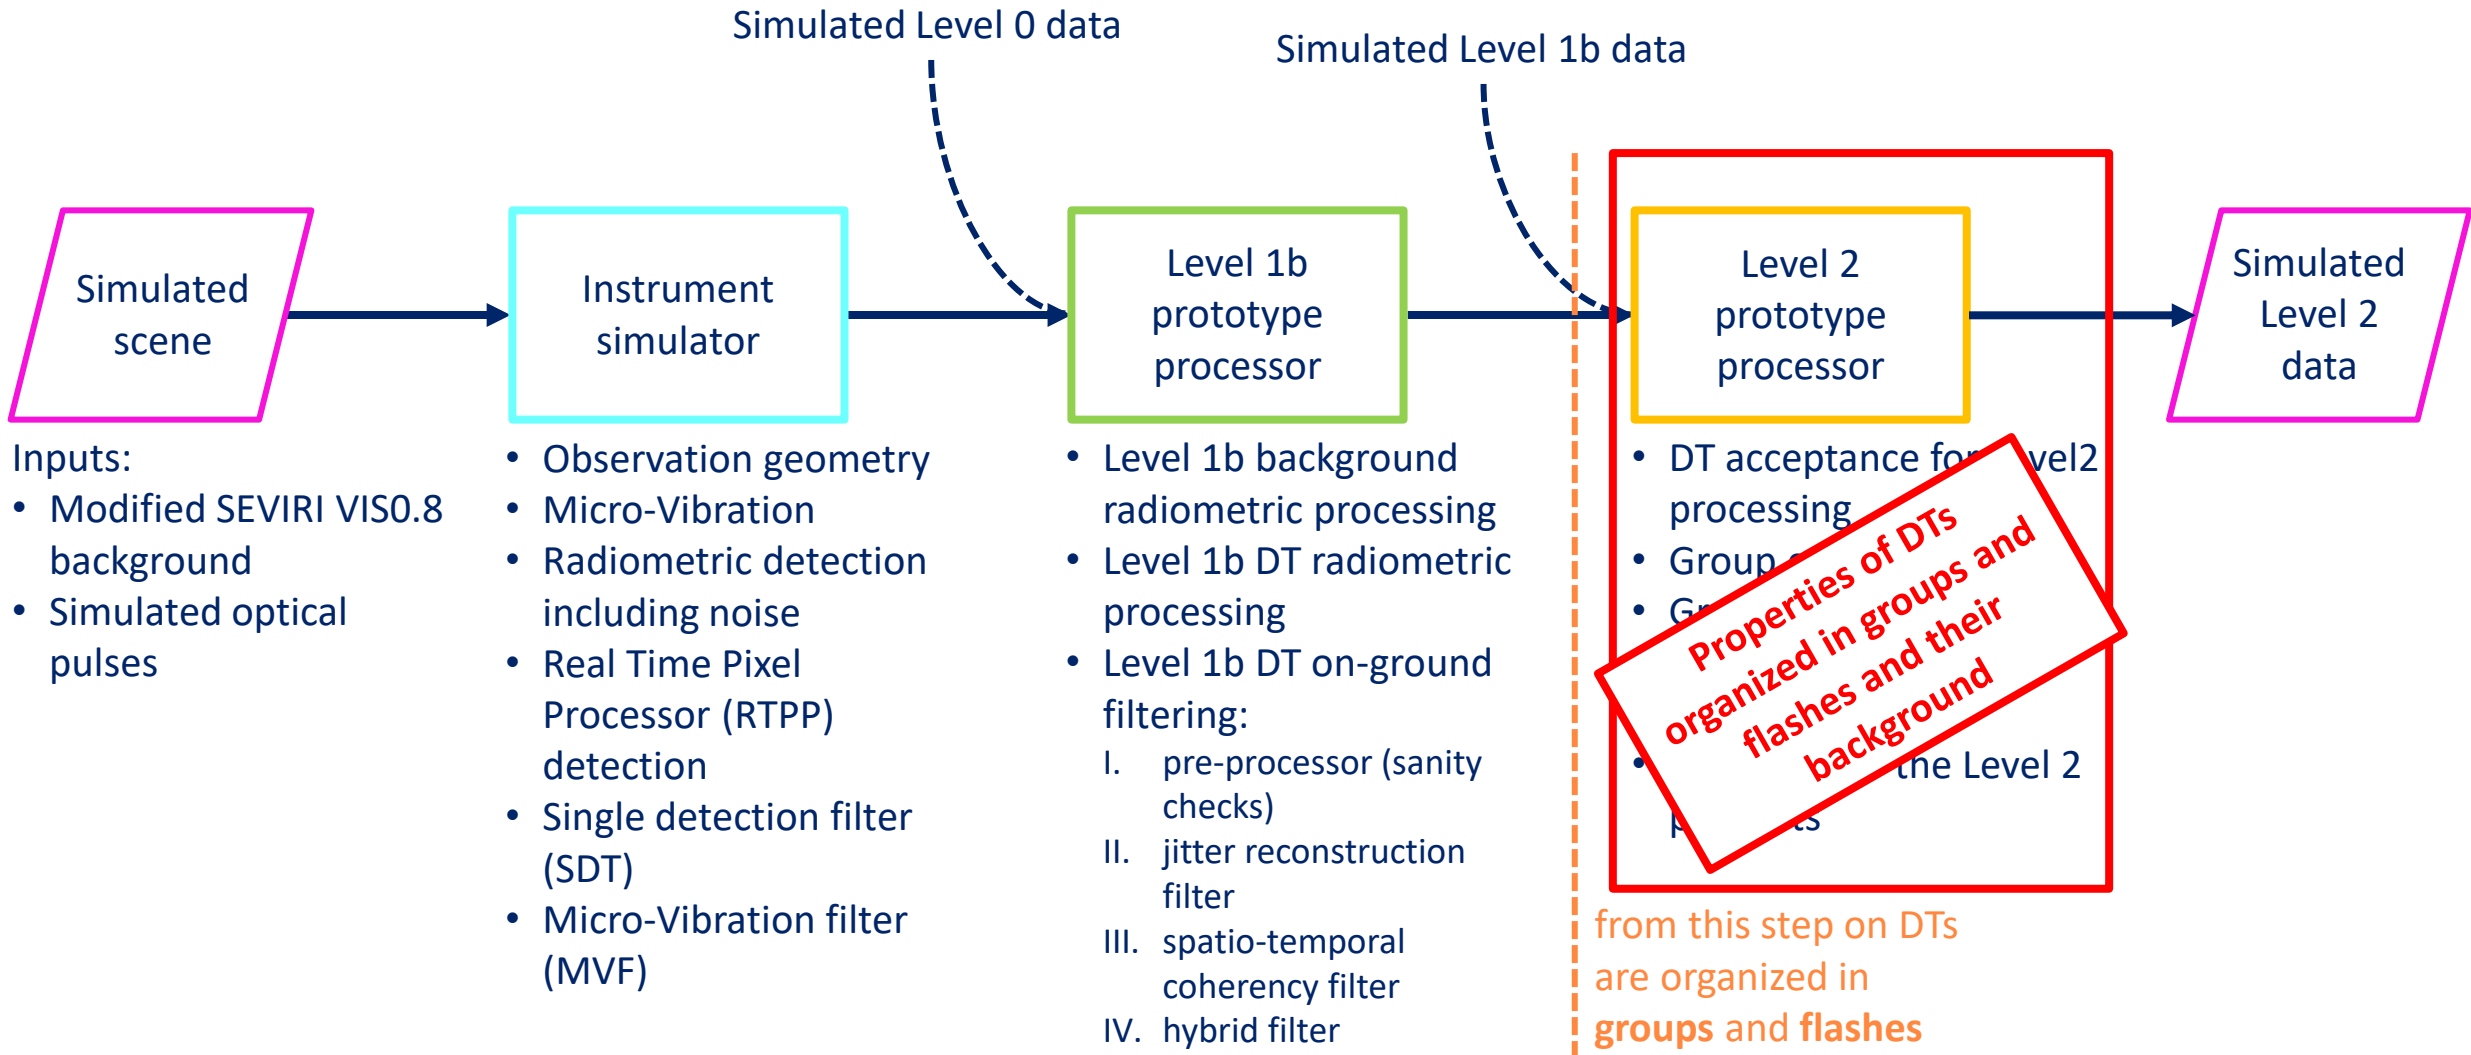 Simulated Level 0 data
Simulated Level 1b data
Simulated
scene
Instrument
simulator
Level 1b
prototype
processor
Level 2
prototype
processor
Simulated
Level 2
data
Inputs:
• Modified SEVIRI VIS0.8
background
• Simulated optical
pulses
• Observation geometry
• Micro-Vibration
• Radiometric detection
including noise
• Real Time Pixel
Processor (RTPP)
detection
• Single detection filter
(SDT)
• Micro-Vibration filter
(MVF)
• Level 1b background
radiometric processing
• Level 1b DT radiometric
processing
• Level 1b DT on-ground
filtering:
I. pre-processor (sanity
checks)
II. jitter reconstruction
filter
III. spatio-temporal
coherency filter
IV. hybrid filter
• DT acceptance
processing
• Group
•
• the Level 2
Properties of DTs
organized in groups and
flashes and their
background
from this step on DTs
are organized in
groups and flashes